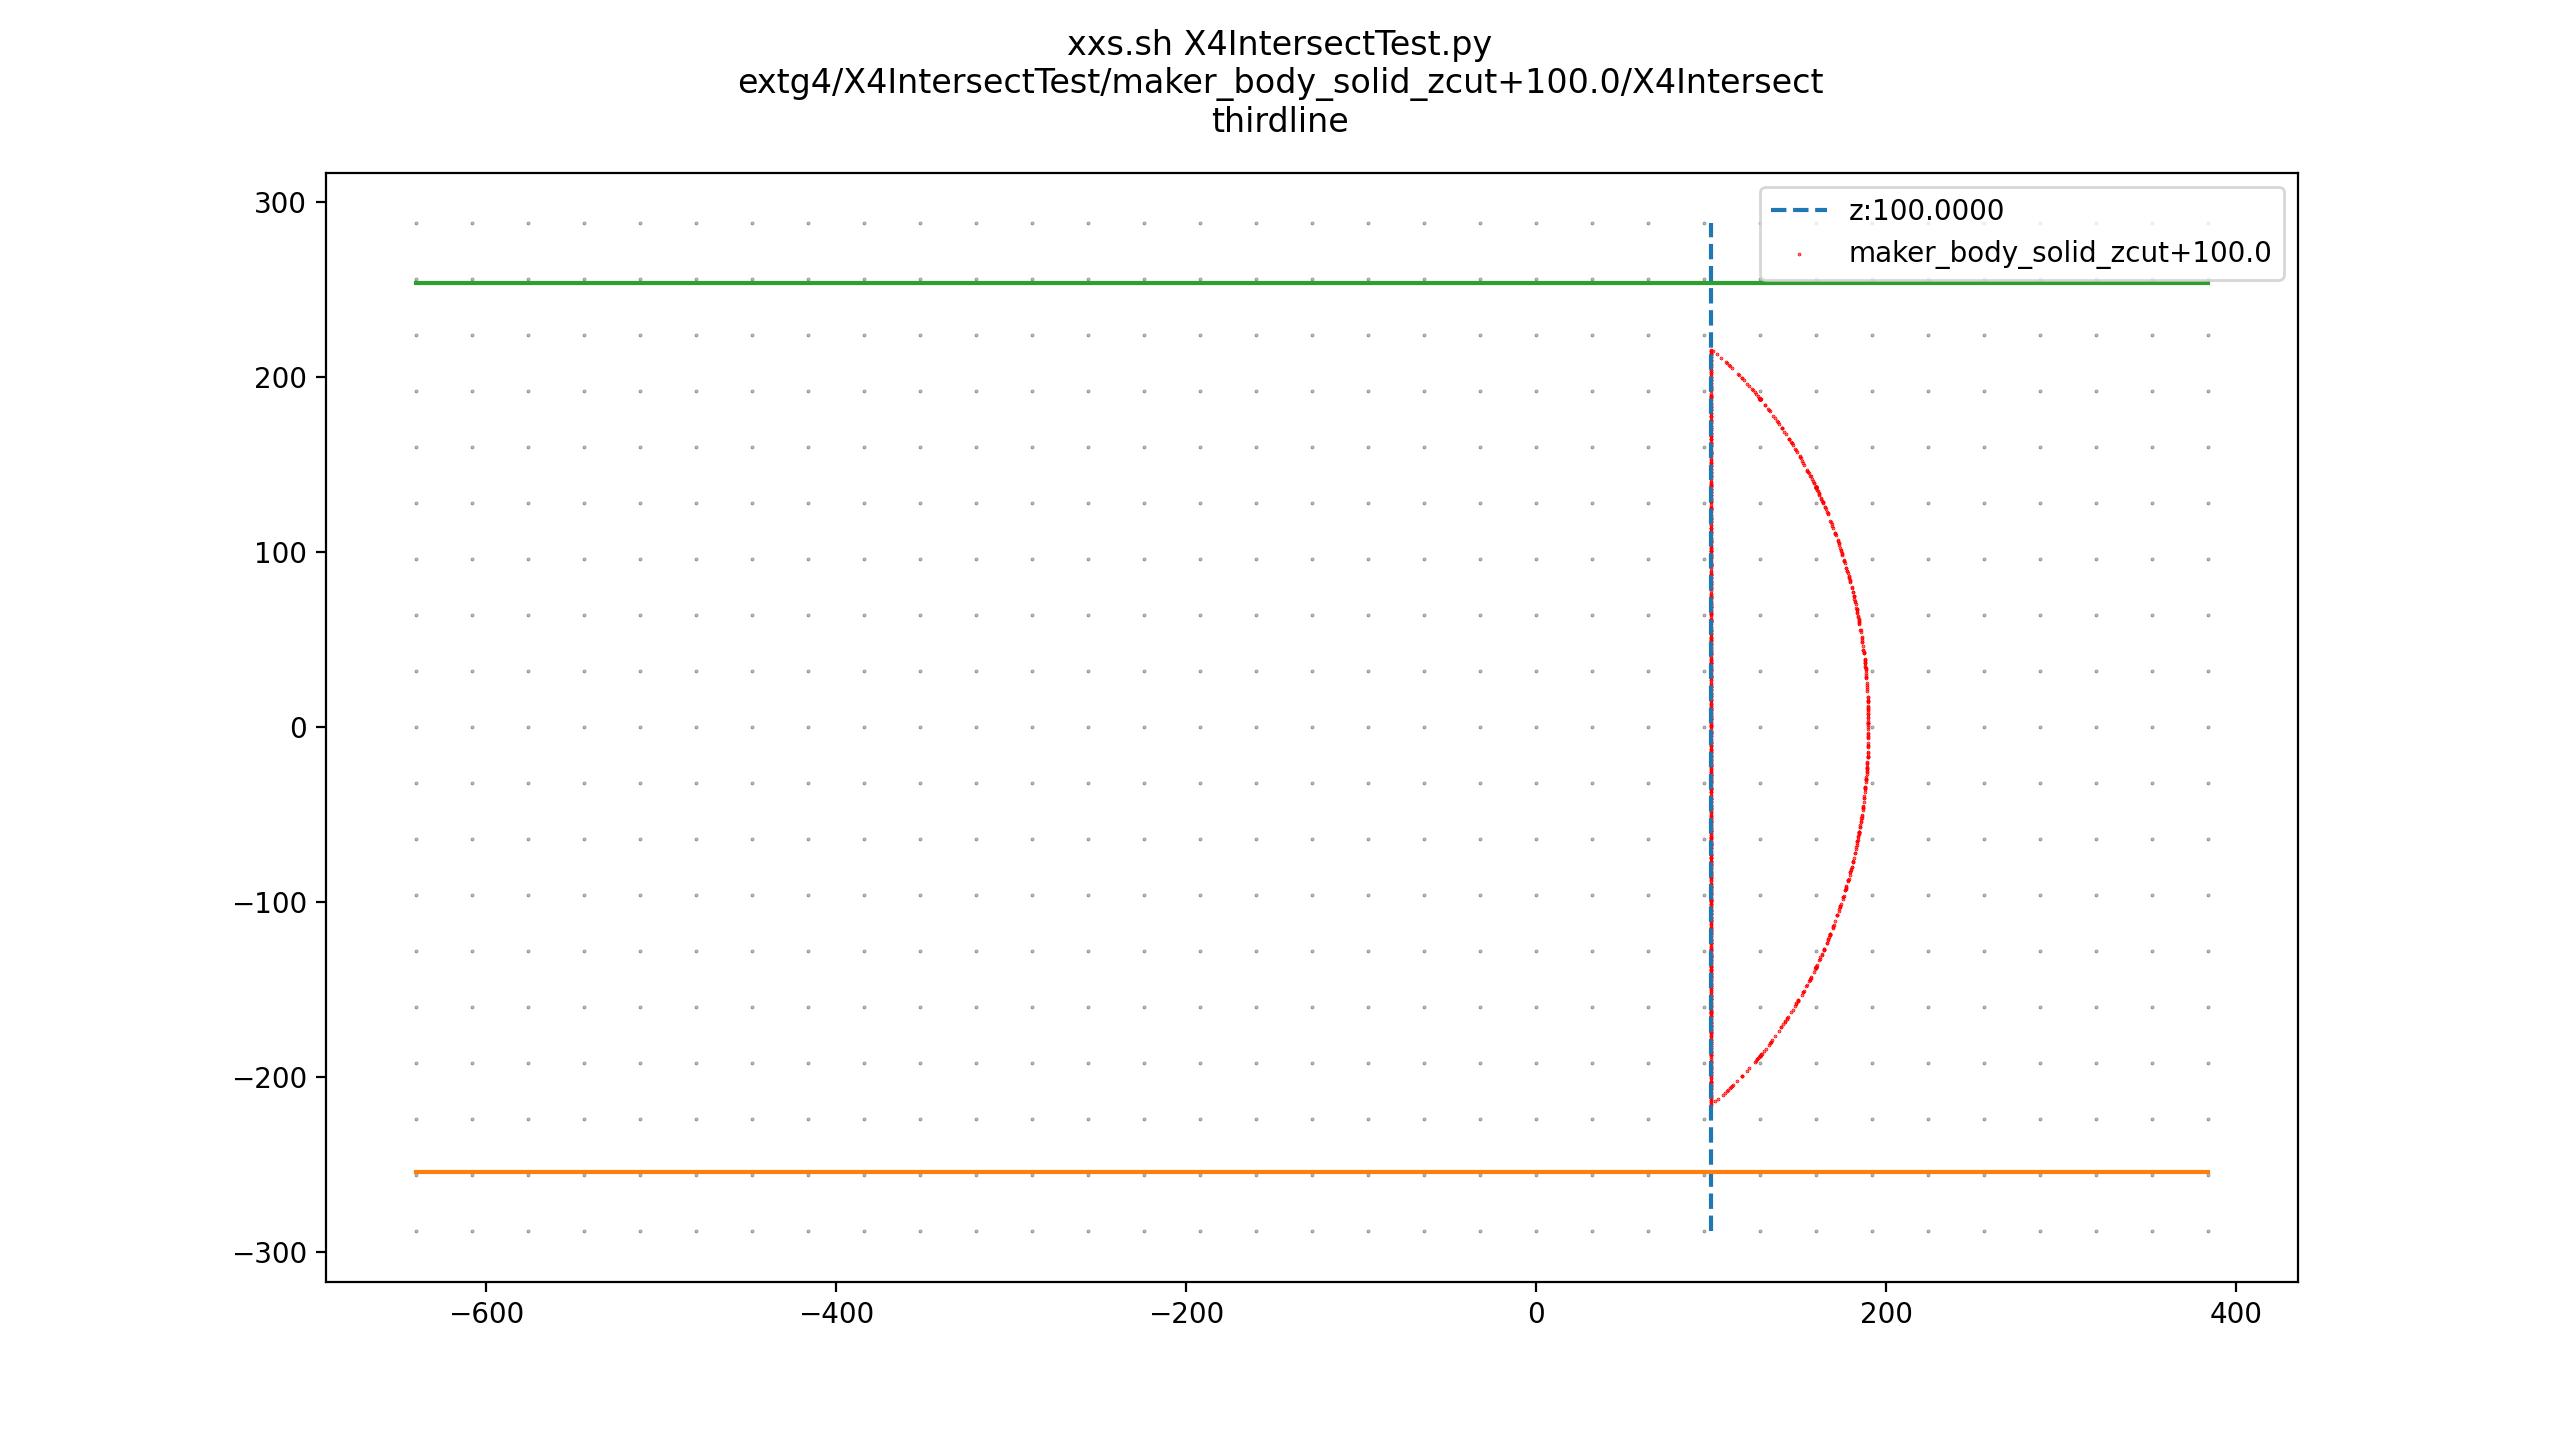 xxs.sh X4IntersectTest.py
extg4/X4IntersectTest/maker_body_solid_zcut+100.0/X4Intersect
thirdline
z:100.0000
maker_body_solid_zcut+100.0
300
200
100
0
−100
−200
−300
−600
−400
−200
0
200
400